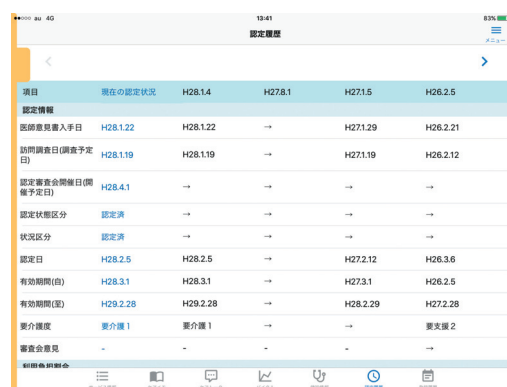 au 4G 13:41 83%
認定履歴
メニュー
項目 現在の認定状況 H28.1.4 H27.8.1 H27.1.5 H26.2.5
認定情報
医師意見書入手日 H28.1.22 H28.1.22 → H27.1.29 H26.2.21
訪問調査日(調査予定
日) H28.1.19 H28.1.19 → H27.1.19 H26.2.12
認定審査会開催日(開
催予定日) H28.4.1 → → → →
認定状態区分 認定済 → → → →
状況区分 認定済 → → → →
認定日 H28.2.5 H28.2.5 → H27.2.12 H26.3.6
有効期間(自) H28.3.1 H28.3.1 → H27.3.1 H26.2.5
有効期間(至) H29.2.28 H29.2.28 → H28.2.29 H27.2.28
要介護度 要介護1 要介護1 → → 要支援2
審査会意見 - - - - →
利用負担割合